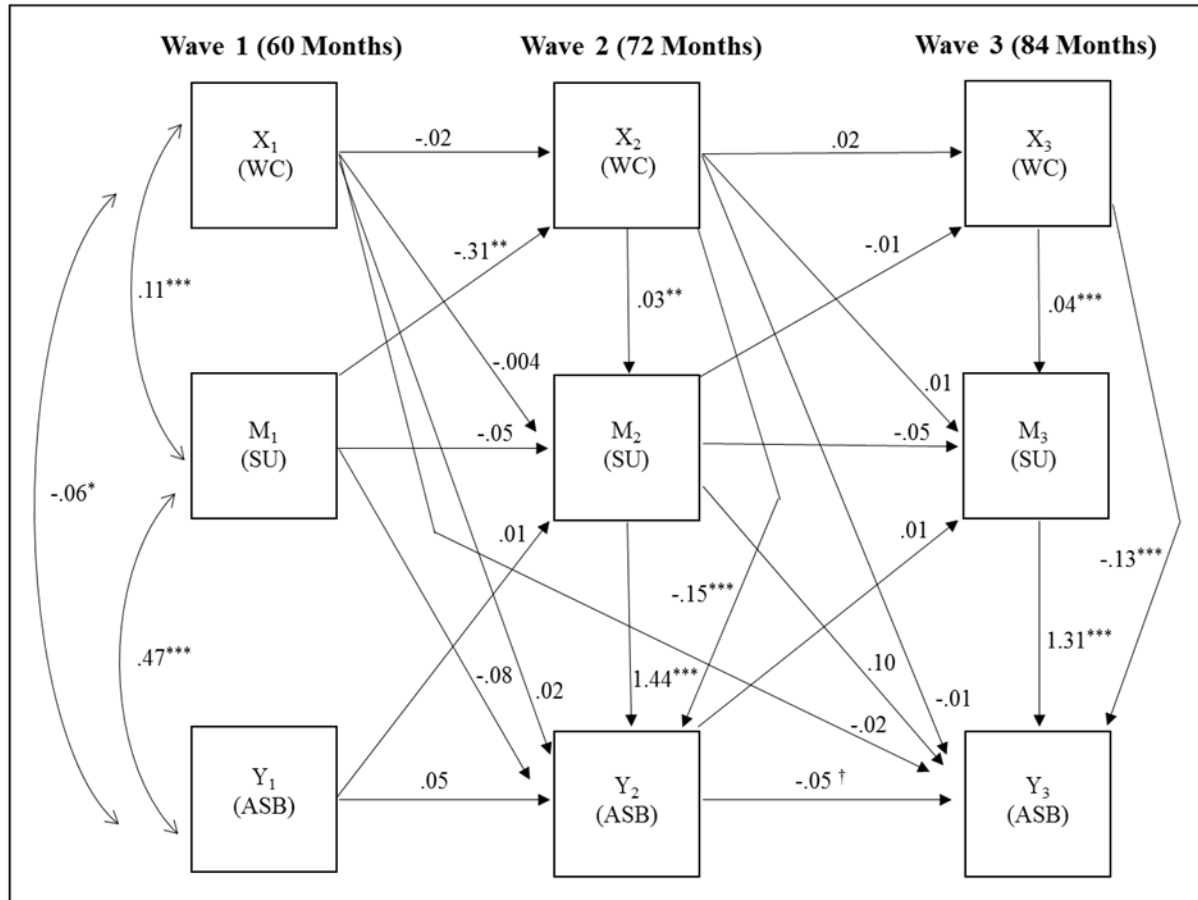 Wave 1 (60 Months) Wave 2 (72 Months) Wave 3 (84 Months)
X₁
(WC)
-.02
X₂
(WC)
.02
X₃
(WC)
.11***
-.31**
-.004
.03**
-.01
.01
.04***
M₁
(SU)
-.05
M₂
(SU)
-.05
M₃
(SU)
-.06*
.47***
.01
-.08
.02
1.44***
-.15***
.10
-.01
-.02
.01
1.31***
-.13***
Y₁
(ASB)
.05
Y₂
(ASB)
-.05 †
Y₃
(ASB)